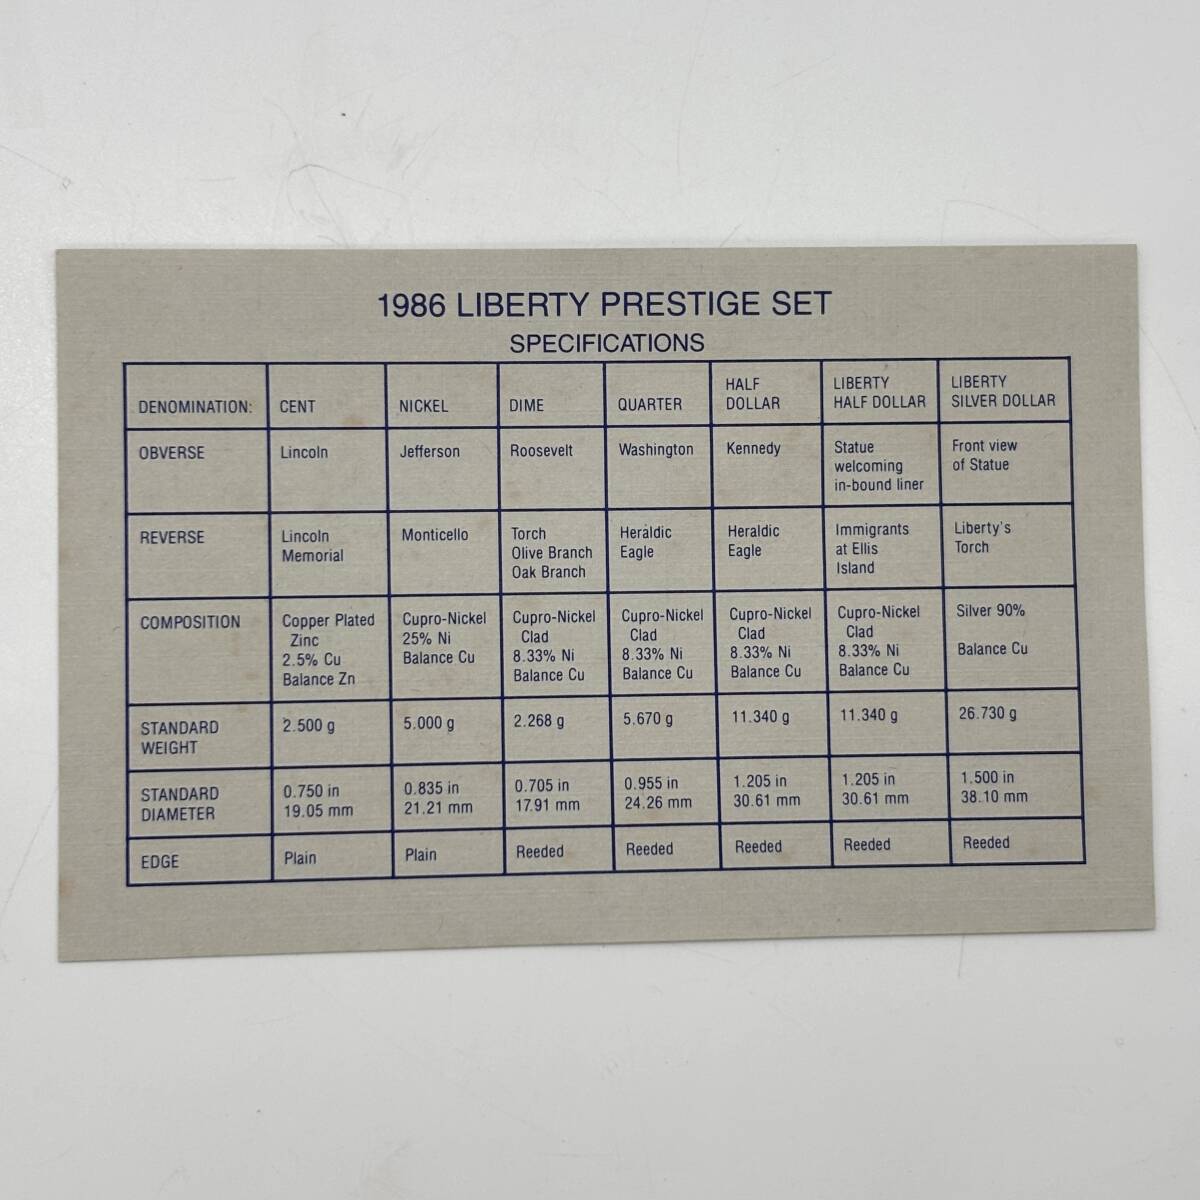 1986 LIBERTY PRESTIGE SET
SPECIFICATIONS
DENOMINATION: CENT NICKEL DIME QUARTER HALF DOLLAR LIBERTY HALF DOLLAR LIBERTY SILVER DOLLAR
OBVERSE Lincoln Jefferson Roosevelt Washington Kennedy Statue welcoming in-bound liner Front view of Statue
REVERSE Lincoln Memorial Monticello Torch Olive Branch Oak Branch Heraldic Eagle Heraldic Eagle Immigrants at Ellis Island Liberty's Torch
COMPOSITION Copper Plated Zinc 2.5% Cu Balance Zn Cupro-Nickel 25% Ni Balance Cu Cupro-Nickel Clad 8.33% Ni Balance Cu Cupro-Nickel Clad 8.33% Ni Balance Cu Cupro-Nickel Clad 8.33% Ni Balance Cu Cupro-Nickel Clad 8.33% Ni Balance Cu Silver 90% Balance Cu
STANDARD WEIGHT 2.500 g 5.000 g 2.268 g 5.670 g 11.340 g 11.340 g 26.730 g
STANDARD DIAMETER 0.750 in 19.05 mm 0.835 in 21.21 mm 0.705 in 17.91 mm 0.955 in 24.26 mm 1.205 in 30.61 mm 1.205 in 30.61 mm 1.500 in 38.10 mm
EDGE Plain Plain Reeded Reeded Reeded Reeded Reeded